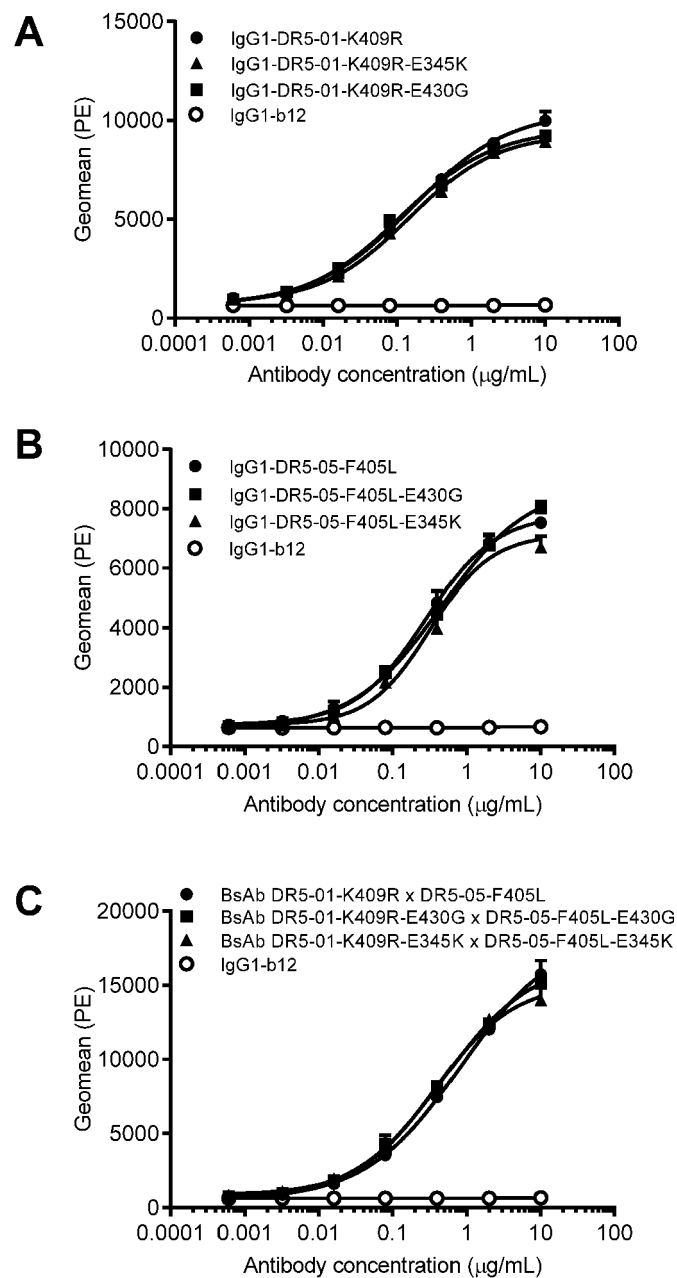 A
IgG1-DR5-01-K409R
IgG1-DR5-01-K409R-E345K
IgG1-DR5-01-K409R-E430G
IgG1-b12
Geomean (PE)
15000
10000
5000
0
0.0001 0.01 0.1 1 10 100
Antibody concentration (μg/mL)
B
IgG1-DR5-05-F405L
IgG1-DR5-05-F405L-E430G
IgG1-DR5-05-F405L-E345K
IgG1-b12
Geomean (PE)
10000
8000
6000
4000
2000
0
0.0001 0.001 0.01 0.1 1 10 100
Antibody concentration (μg/mL)
C
BsAb DR5-01-K409R x DR5-05-F405L
BsAb DR5-01-K409R-E430G x DR5-05-F405L-E430G
BsAb DR5-01-K409R-E345K x DR5-05-F405L-E345K
IgG1-b12
Geomean (PE)
20000
15000
10000
5000
0
0.0001 0.001 0.01 0.1 1 10 100
Antibody concentration (μg/mL)